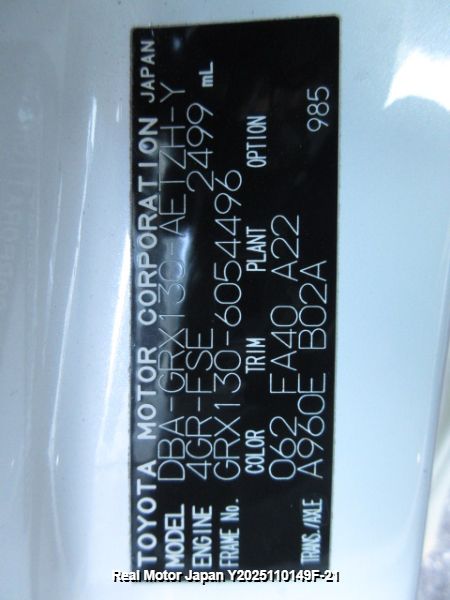 TOYOTA MOTOR CORPORATION JAPAN
MODEL DBA-GRX130-AETZH-Y
ENGINE 4GR-FSE 2499 mL
FRAME No. GRX130-6054496
COLOR TRIM PLANT OPTION
062 FA40 A22 985
TRANS./AXLE A960E B02A
Real Motor Japan Y2025110149F-21